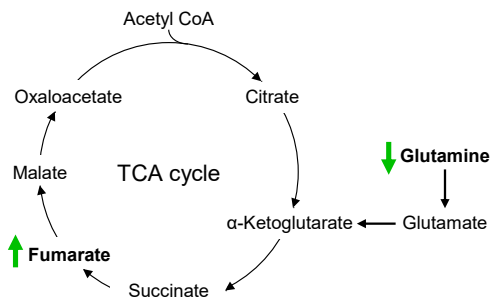 Acetyl CoA
Oxaloacetate
Citrate
Malate
TCA cycle
Glutamine
α-Ketoglutarate
Glutamate
Fumarate
Succinate